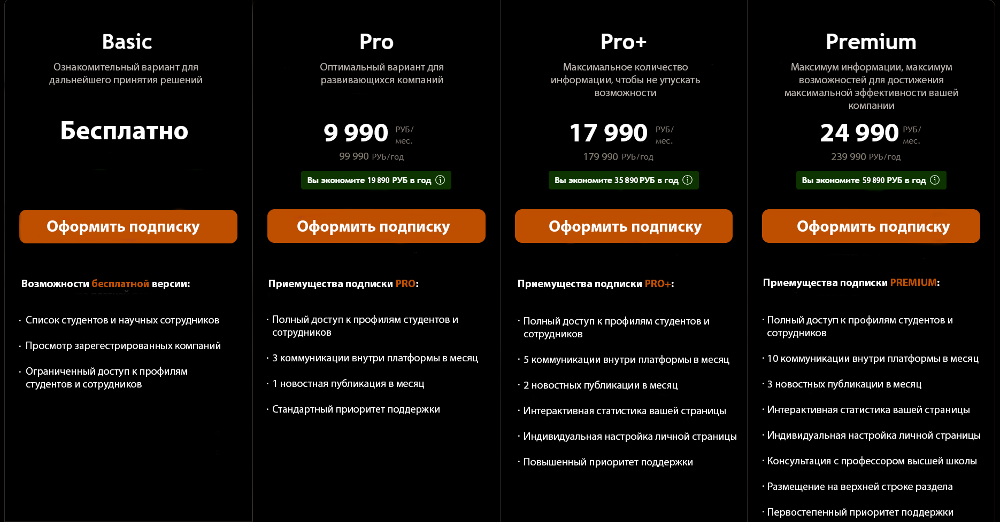 Basic
Ознакомительный вариант для
дальнейшего принятия решений
Бесплатно
Оформить подписку
Возможности бесплатной версии:
· Список студентов и научных сотрудников
· Просмотр зарегестрированных компаний
· Ограниченный доступ к профилям
студентов и сотрудников
Pro
Оптимальный вариант для
развивающихся компаний
9 990 РУБ/
мес.
99 990 РУБ/год
Вы экономите 19 890 РУБ в год
Оформить подписку
Приемущества подписки PRO:
· Полный доступ к профилям студентов и
сотрудников
· 3 коммуникации внутри платформы в месяц
· 1 новостная публикация в месяц
· Стандартный приоритет поддержки
Pro+
Максимальное количество
информации, чтобы не упускать
возможности
17 990 РУБ/
мес.
179 990 РУБ/год
Вы экономите 35 890 РУБ в год
Оформить подписку
Приемущества подписки PRO+:
· Полный доступ к профилям студентов и
сотрудников
· 5 коммуникации внутри платформы в месяц
· 2 новостных публикации в месяц
· Интерактивная статистика вашей страницы
· Индивидуальная настройка личной страницы
· Повышенный приоритет поддержки
Premium
Максимум информации, максимум
возможностей для достижения
максимальной эффективности вашей
компании
24 990 РУБ/
мес.
239 990 РУБ/год
Вы экономите 59 890 РУБ в год
Оформить подписку
Приемущества подписки PREMIUM:
· Полный доступ к профилям студентов и
сотрудников
· 10 коммуникации внутри платформы в месяц
· 3 новостных публикации в месяц
· Интерактивная статистика вашей страницы
· Индивидуальная настройка личной страницы
· Консультация с профессором высшей школы
· Размещение на верхней строке раздела
· Первостепенный приоритет поддержки